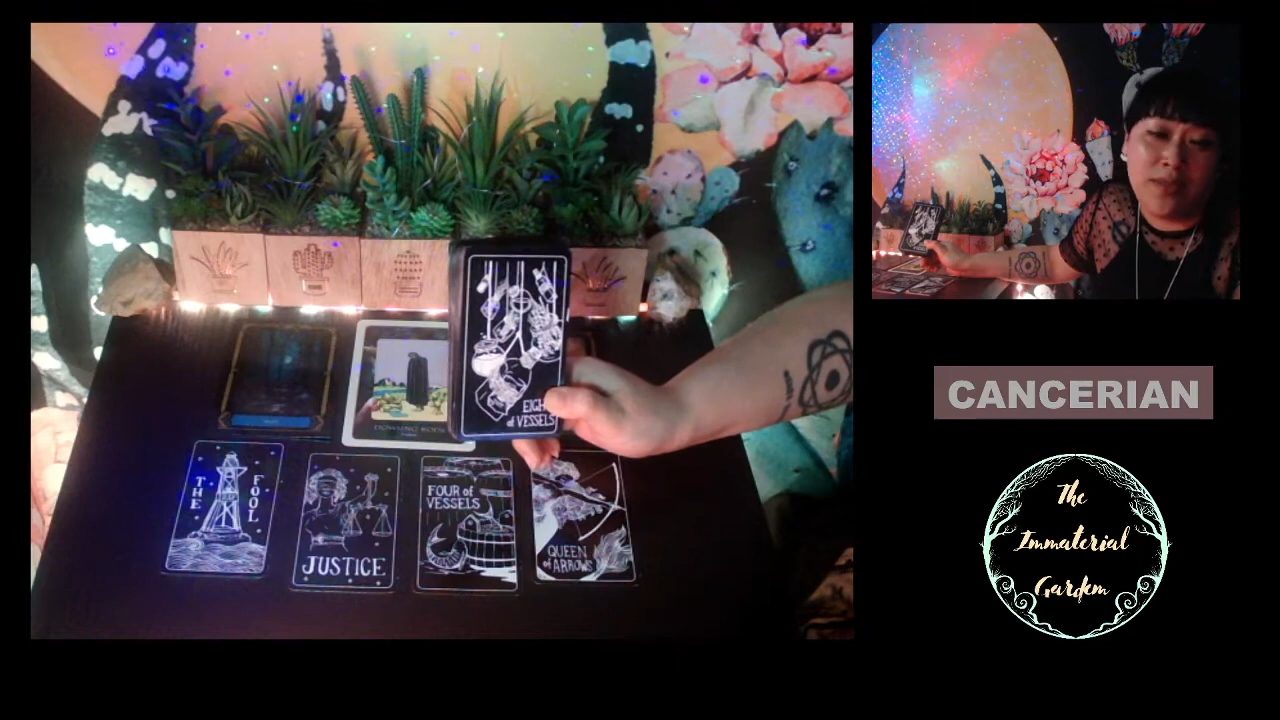 EIGHT
of VESSELS
THE
FOOL
JUSTICE
FOUR of
VESSELS
QUEEN
of ARROWS
CANCERIAN
The
Immaterial
Garden